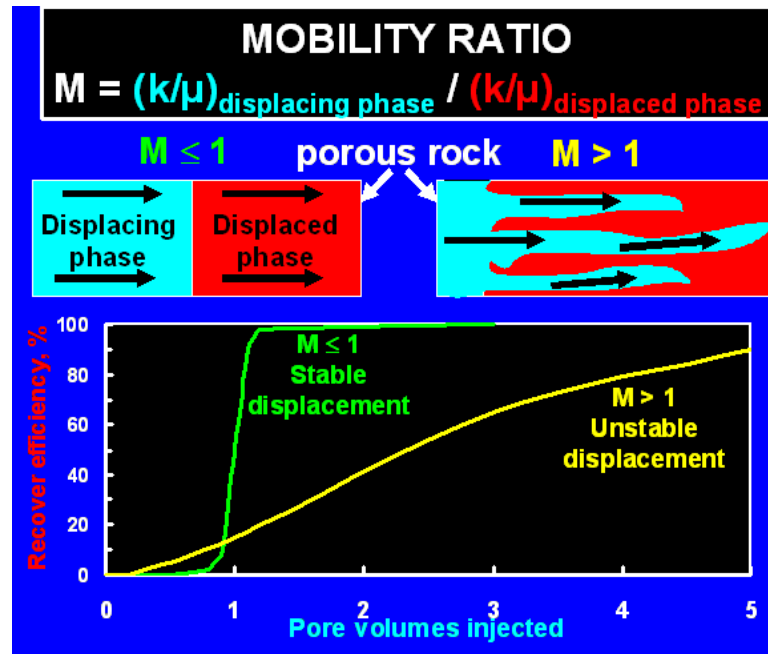 MOBILITY RATIO
M = (k/μ)displacing phase / (k/μ)displaced phase
M ≤ 1 porous rock M > 1
Displacing phase
Displaced phase
Recover efficiency, %
100
80
60
40
20
0
M ≤ 1
Stable
displacement
M > 1
Unstable
displacement
0 1 2 3 4 5
Pore volumes injected